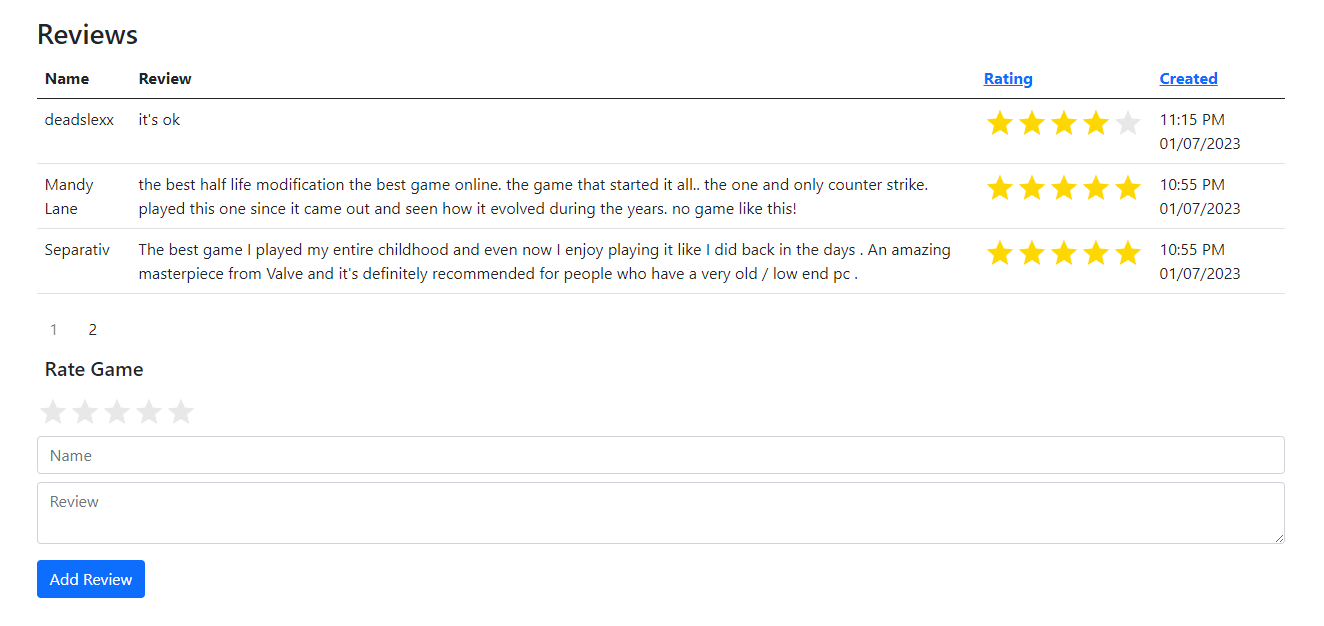 Reviews
Name Review Rating Created
deadslexx it's ok 11:15 PM
01/07/2023
Mandy the best half life modification the best game online. the game that started it all.. the one and only counter strike. 10:55 PM
Lane played this one since it came out and seen how it evolved during the years. no game like this! 01/07/2023
Separativ The best game I played my entire childhood and even now I enjoy playing it like I did back in the days . An amazing 10:55 PM
masterpiece from Valve and it's definitely recommended for people who have a very old / low end pc . 01/07/2023
1 2
Rate Game
Name
Review
Add Review